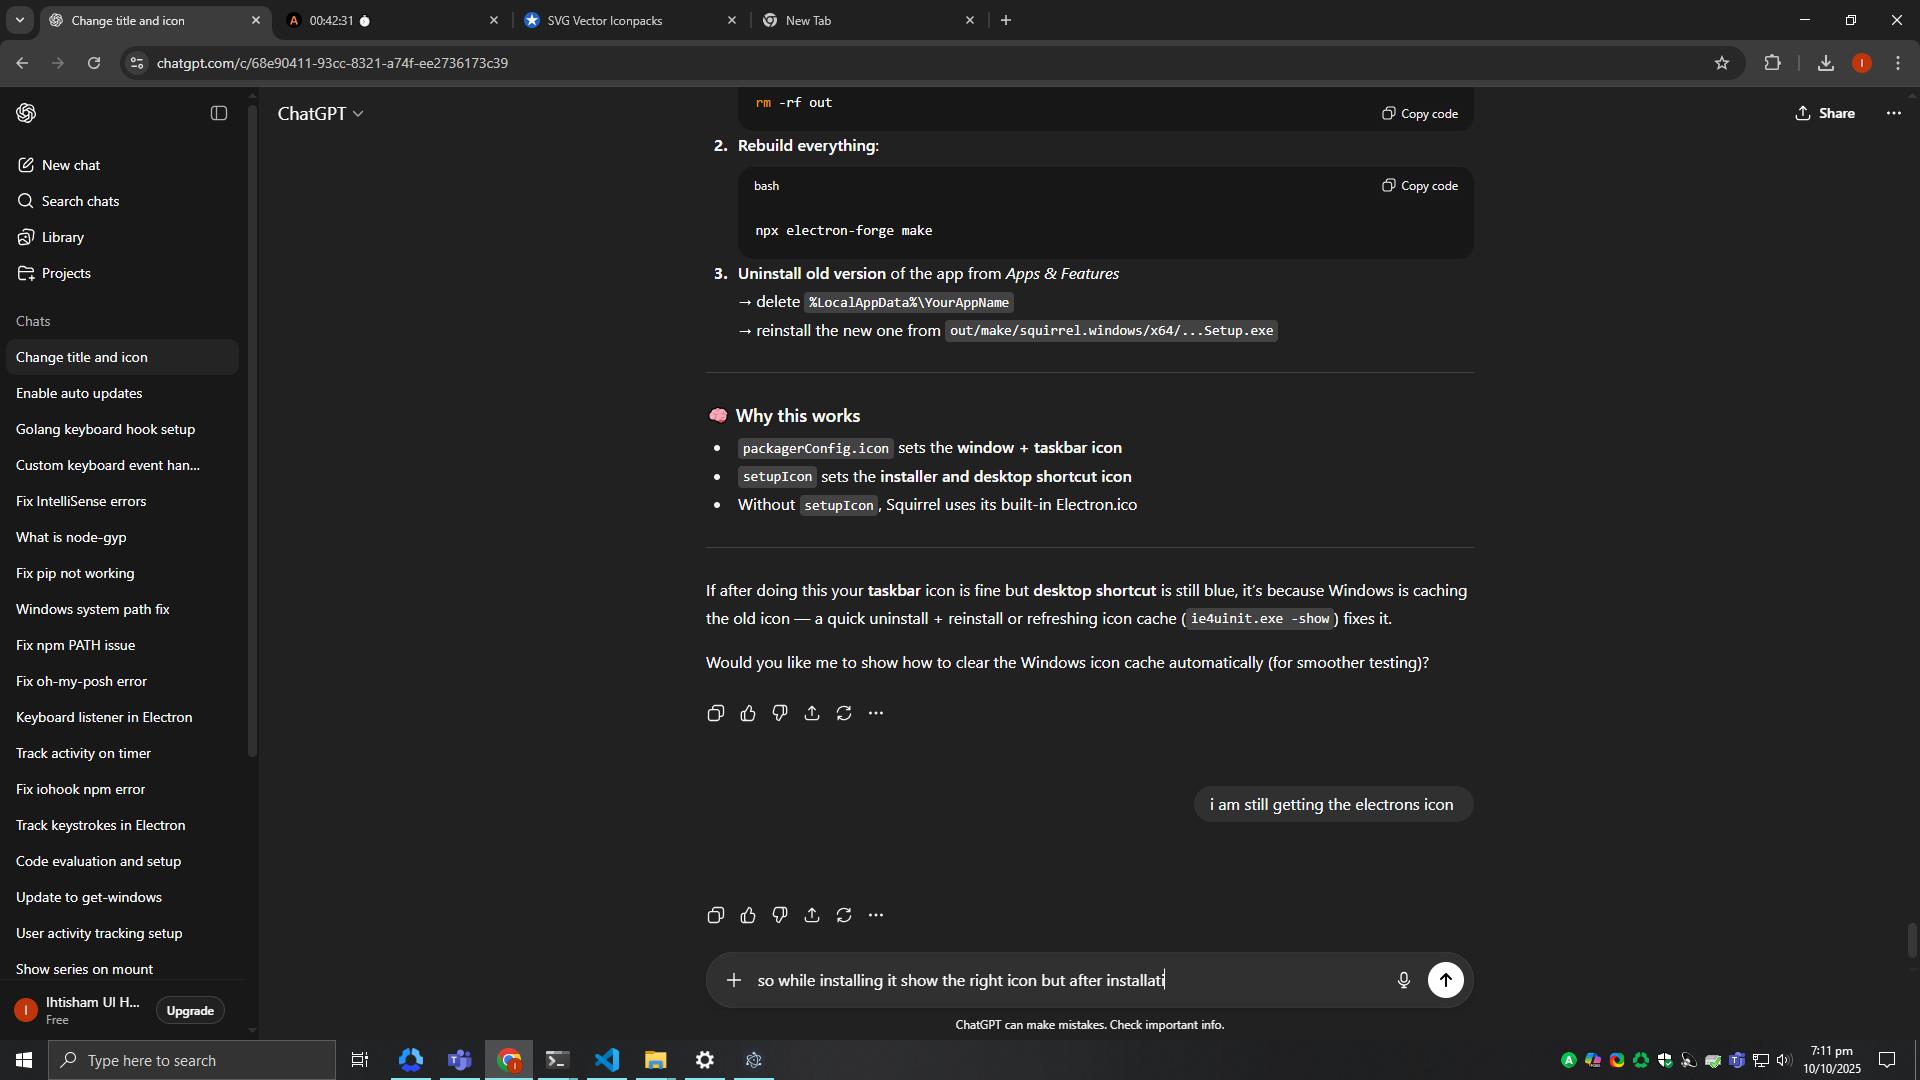 Change title and icon
00:42:31
SVG Vector Iconpacks
New Tab
chatgpt.com/c/68e90411-93cc-8321-a74f-ee2736173c39
ChatGPT
Share
New chat
Search chats
Library
Projects
Chats
Change title and icon
Enable auto updates
Golang keyboard hook setup
Custom keyboard event han...
Fix IntelliSense errors
What is node-gyp
Fix pip not working
Windows system path fix
Fix npm PATH issue
Fix oh-my-posh error
Keyboard listener in Electron
Track activity on timer
Fix iohook npm error
Track keystrokes in Electron
Code evaluation and setup
Update to get-windows
User activity tracking setup
Show series on mount
Ihtisham Ul H...
Free
Upgrade
rm -rf out
Copy code
2. Rebuild everything:
bash
Copy code
npx electron-forge make
3. Uninstall old version of the app from Apps & Features
→ delete %LocalAppData%\YourAppName
→ reinstall the new one from out/make/squirrel.windows/x64/...Setup.exe
🧠 Why this works
• packagerConfig.icon sets the window + taskbar icon
• setupIcon sets the installer and desktop shortcut icon
• Without setupIcon, Squirrel uses its built-in Electron.ico
If after doing this your taskbar icon is fine but desktop shortcut is still blue, it’s because Windows is caching
the old icon — a quick uninstall + reinstall or refreshing icon cache (ie4uinit.exe -show) fixes it.
Would you like me to show how to clear the Windows icon cache automatically (for smoother testing)?
i am still getting the electrons icon
so while installing it show the right icon but after installati
ChatGPT can make mistakes. Check important info.
Type here to search
7:11 pm
10/10/2025